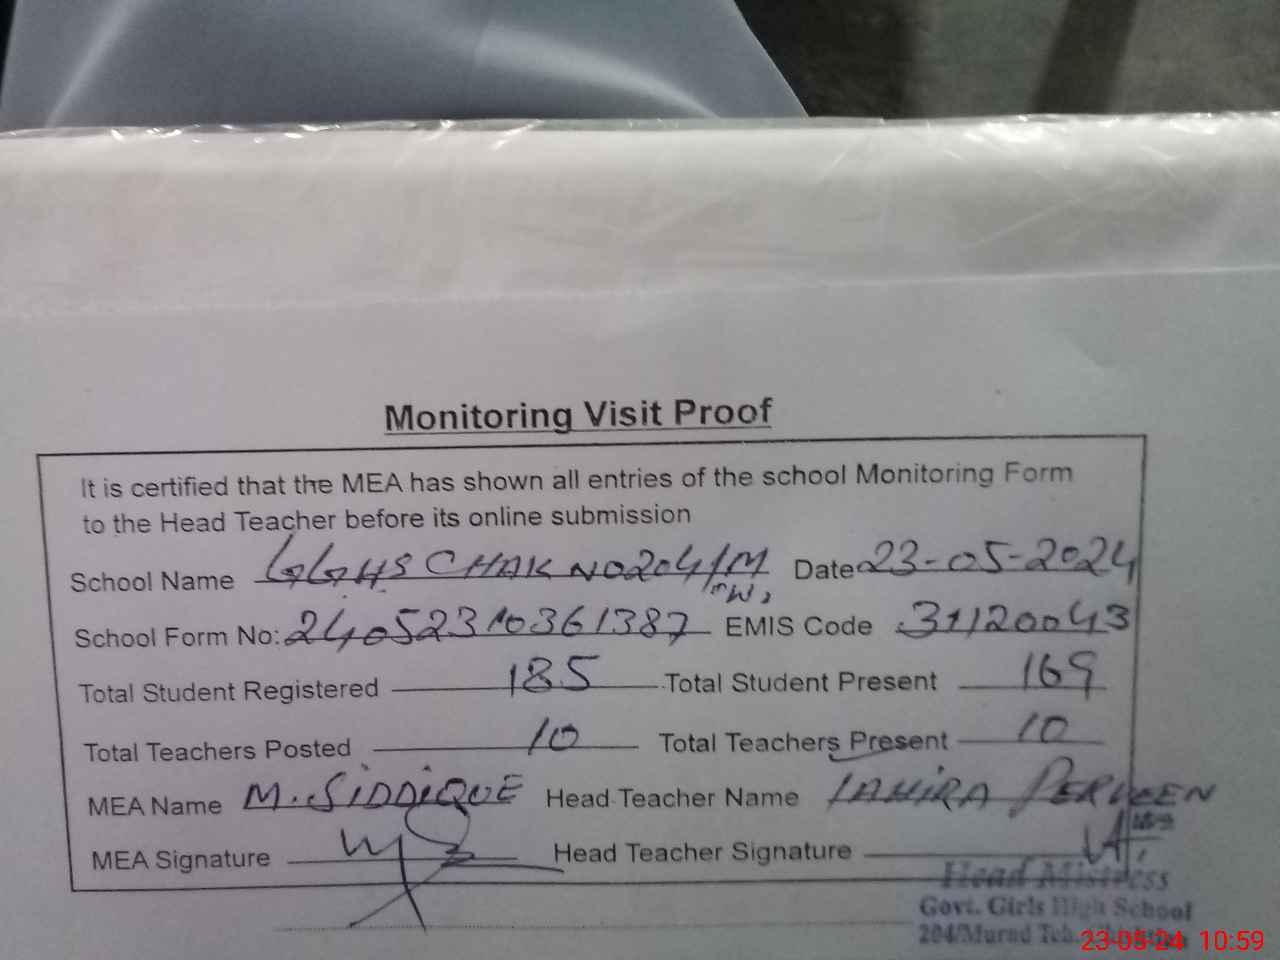 Monitoring Visit Proof
It is certified that the MEA has shown all entries of the school Monitoring Form
to the Head Teacher before its online submission
School Name GGHS CHAK NO 204/M Date 23-05-2024
"W"
School Form No: 24052310361387 EMIS Code 31120043
Total Student Registered 185 Total Student Present 169
Total Teachers Posted 10 Total Teachers Present 10
MEA Name M. SIDDIQUE Head Teacher Name TAHIRA PERVEEN
MEA Signature Head Teacher Signature
Head Mistress
Govt. Girls High School
204/Murad Teh.
23-05-24 10:59